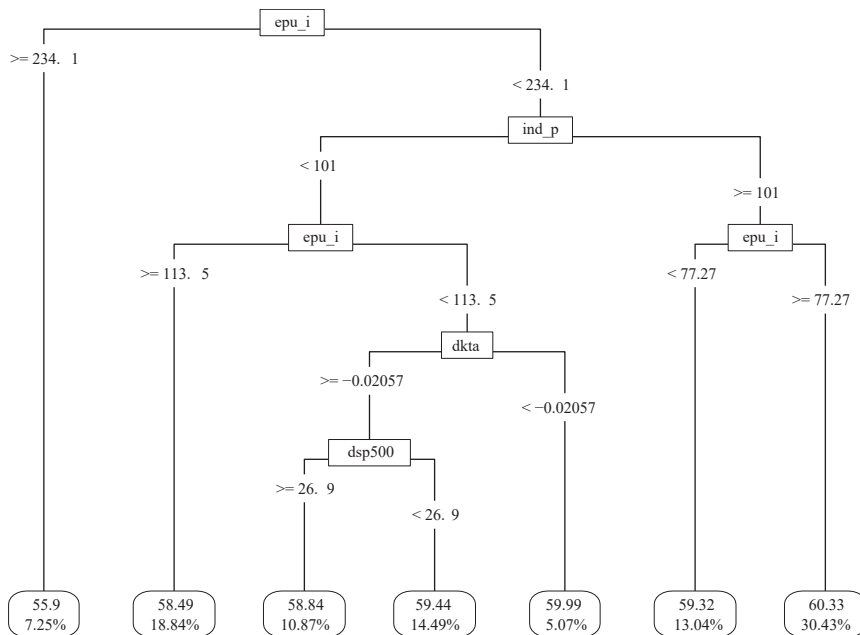 epu_i
>= 234. 1
< 234. 1
ind_p
< 101
>= 101
epu_i
epu_i
>= 113. 5
< 77.27
< 113. 5
>= 77.27
dkta
>= −0.02057
< −0.02057
dsp500
>= 26. 9
< 26. 9
55.9
7.25%
58.49
18.84%
58.84
10.87%
59.44
14.49%
59.99
5.07%
59.32
13.04%
60.33
30.43%